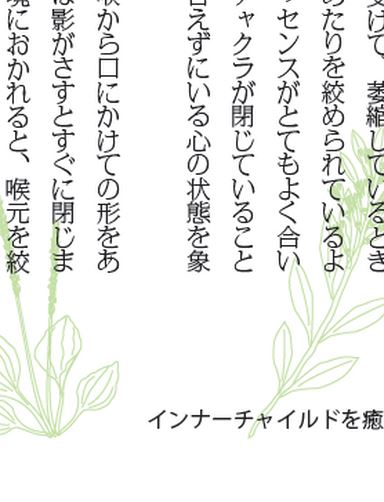 受けて、萎縮しているとき
あたりを絞められているよ
ッセンスがとてもよく合い
チャクラが閉じていること
言えずにいる心の状態を象
喉から口にかけての形をあ
は影がさすとすぐに閉じま
境におかれると、喉元を絞
インナーチャイルドを癒